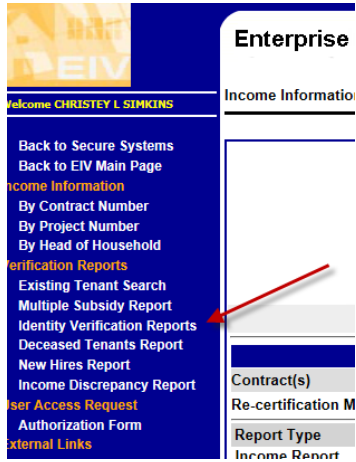 EIV
Enterprise
Welcome CHRISTEY L SIMKINS
Income Information
Back to Secure Systems
Back to EIV Main Page
Income Information
By Contract Number
By Project Number
By Head of Household
Verification Reports
Existing Tenant Search
Multiple Subsidy Report
Identity Verification Reports
Deceased Tenants Report
New Hires Report
Income Discrepancy Report
User Access Request
Authorization Form
External Links
Contract(s)
Re-certification M
Report Type
Income Report